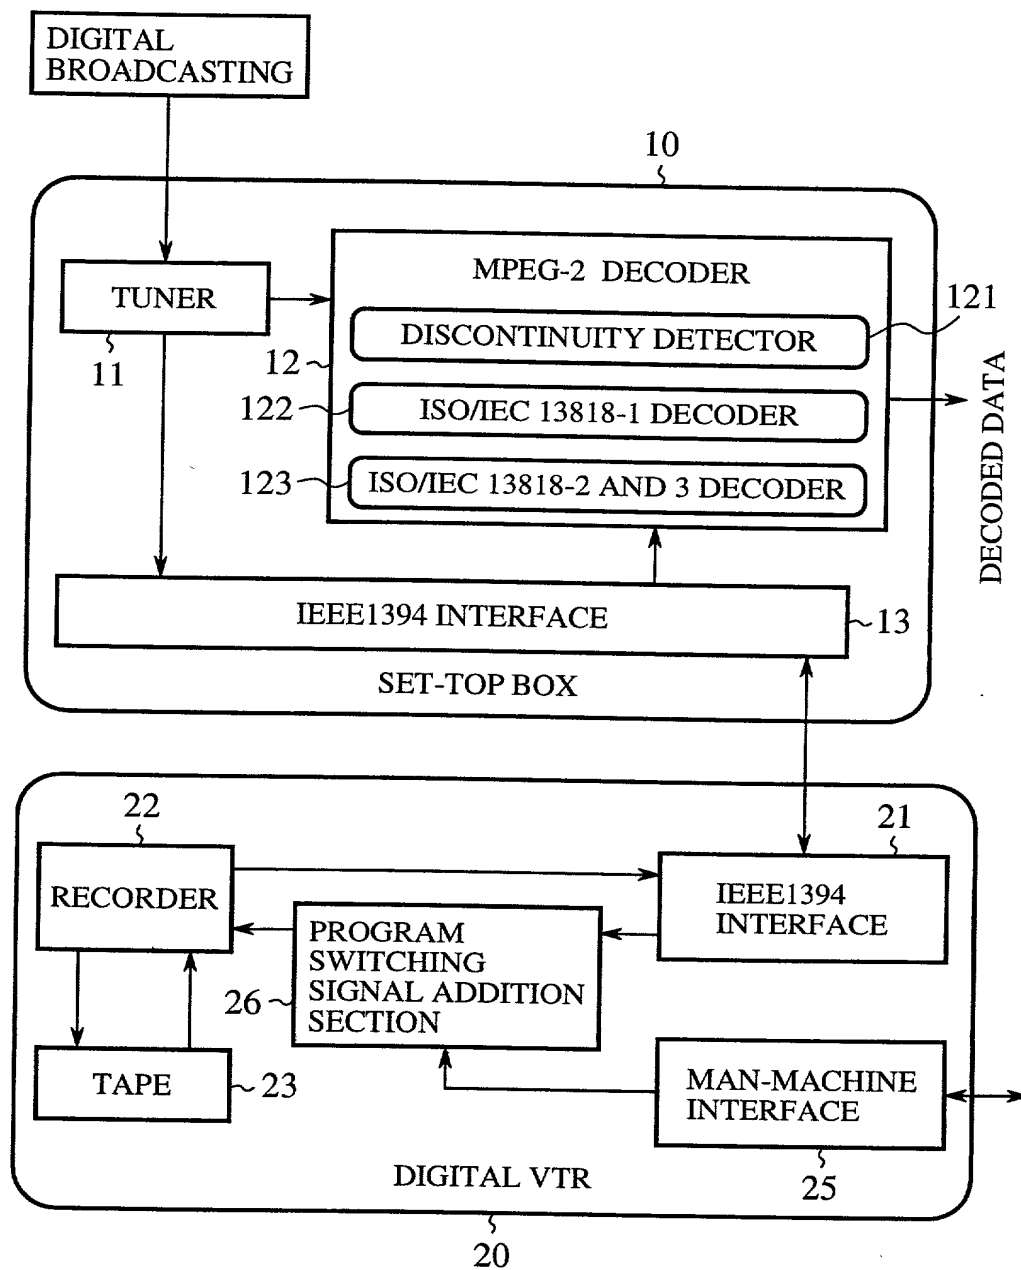 DIGITAL
BROADCASTING
10
TUNER
11
MPEG-2 DECODER
DISCONTINUITY DETECTOR
121
12
122
ISO/IEC 13818-1 DECODER
123
ISO/IEC 13818-2 AND 3 DECODER
DECODED DATA
IEEE1394 INTERFACE
13
SET-TOP BOX
22
RECORDER
21
IEEE1394
INTERFACE
PROGRAM
SWITCHING
SIGNAL ADDITION
SECTION
26
TAPE
23
MAN-MACHINE
INTERFACE
25
DIGITAL VTR
20